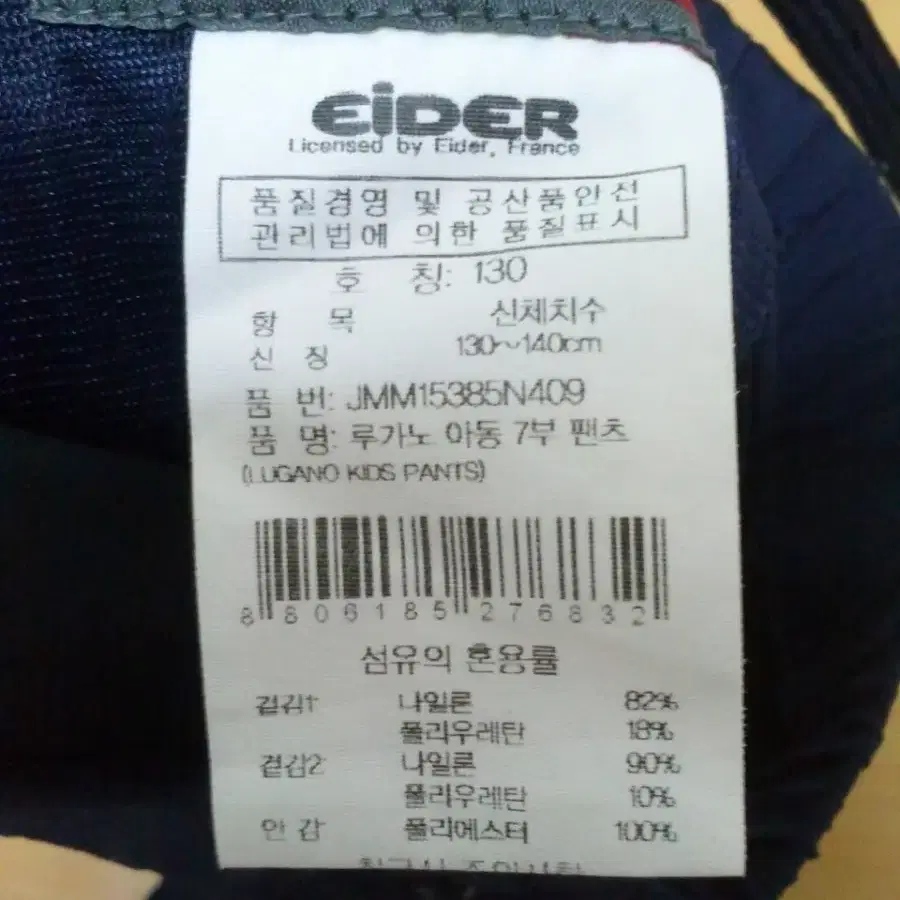 EiDER
Licensed by Eider, France
품질경영 및 공산품안전
관리법에 의한 품질표시
호 칭: 130
항 목 신체치수
신 장 130~140cm
품 번: JMM15385N409
품 명: 루가노 아동 7부 팬츠
(LUGANO KIDS PANTS)
8806185276832
섬유의 혼용률
겉감1 나일론 82%
폴리우레탄 18%
겉감2 나일론 90%
폴리우레탄 10%
안감 폴리에스터 100%